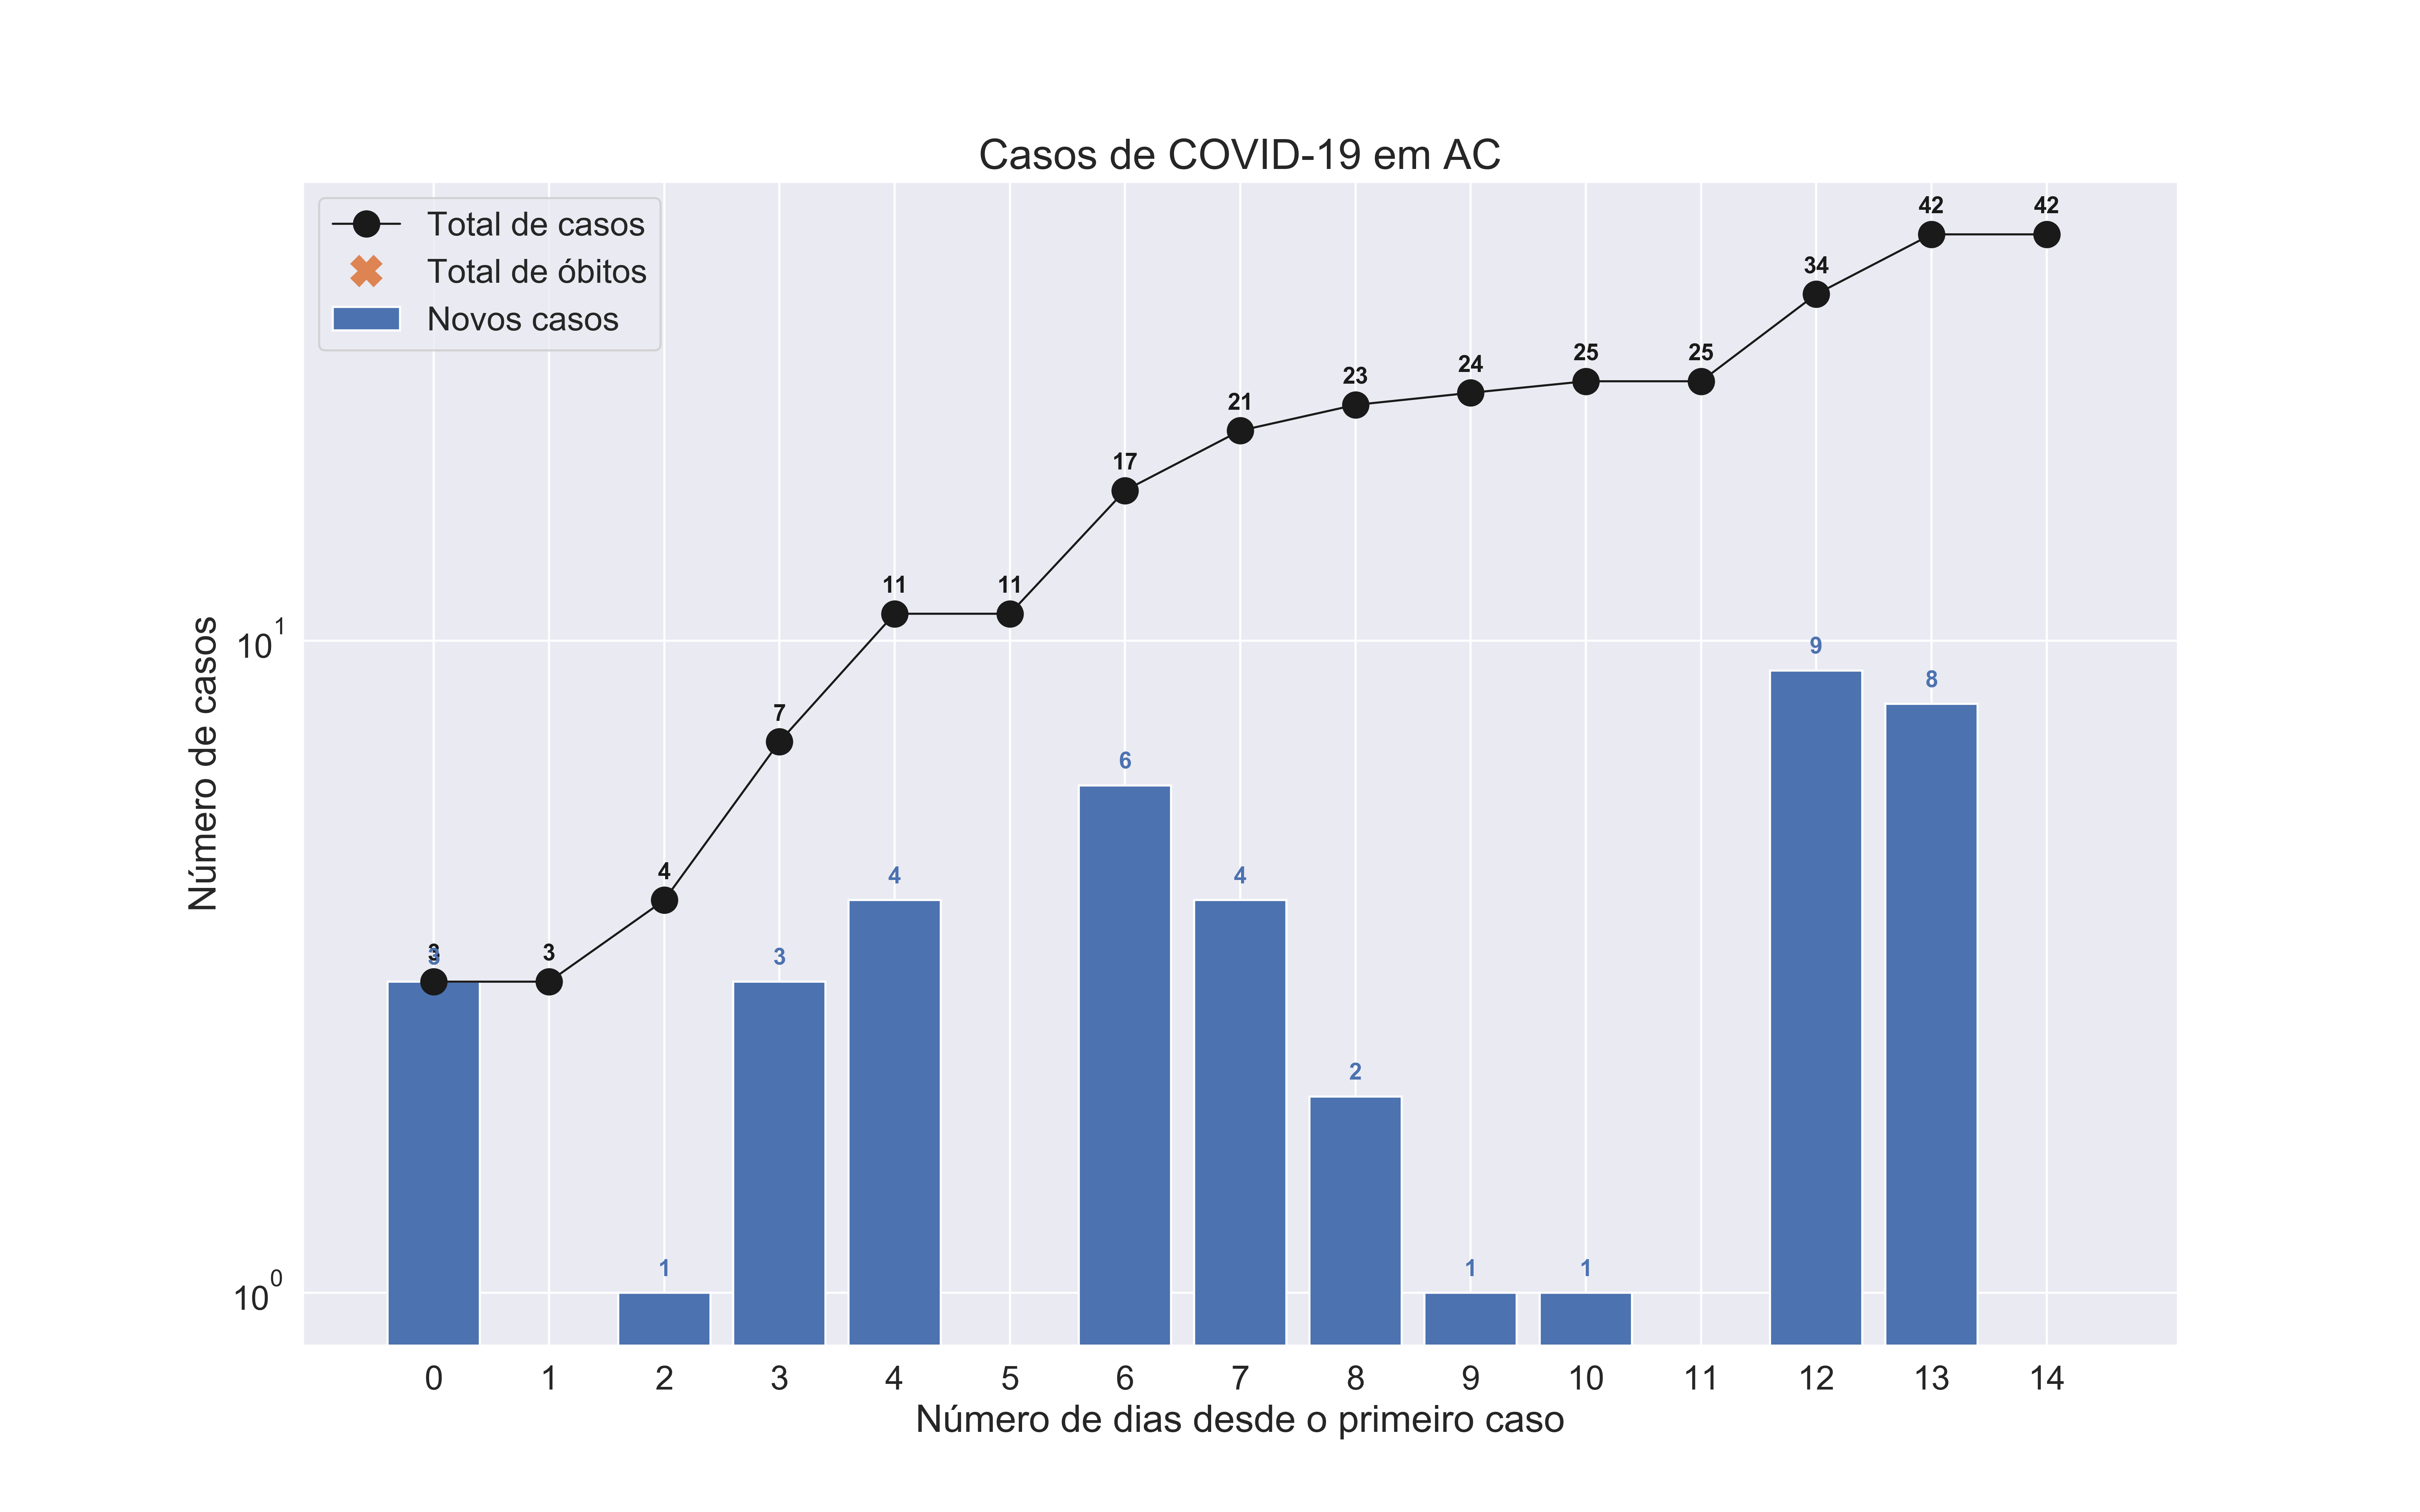 Casos de COVID-19 em AC
Total de casos
Total de óbitos
Novos casos
42 42
34
25 25
24
23
21
17
11 11
10^1
9
8
7
6
4
4 4
3 3 3
3
2
1 1 1
10^0
Número de casos
0 1 2 3 4 5 6 7 8 9 10 11 12 13 14
Número de dias desde o primeiro caso